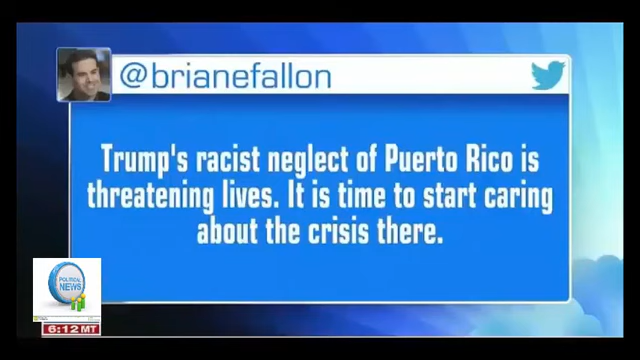 @brianefallon
Trump's racist neglect of Puerto Rico is
threatening lives. It is time to start caring
about the crisis there.
POLITICAL
NEWS
6:12 MT